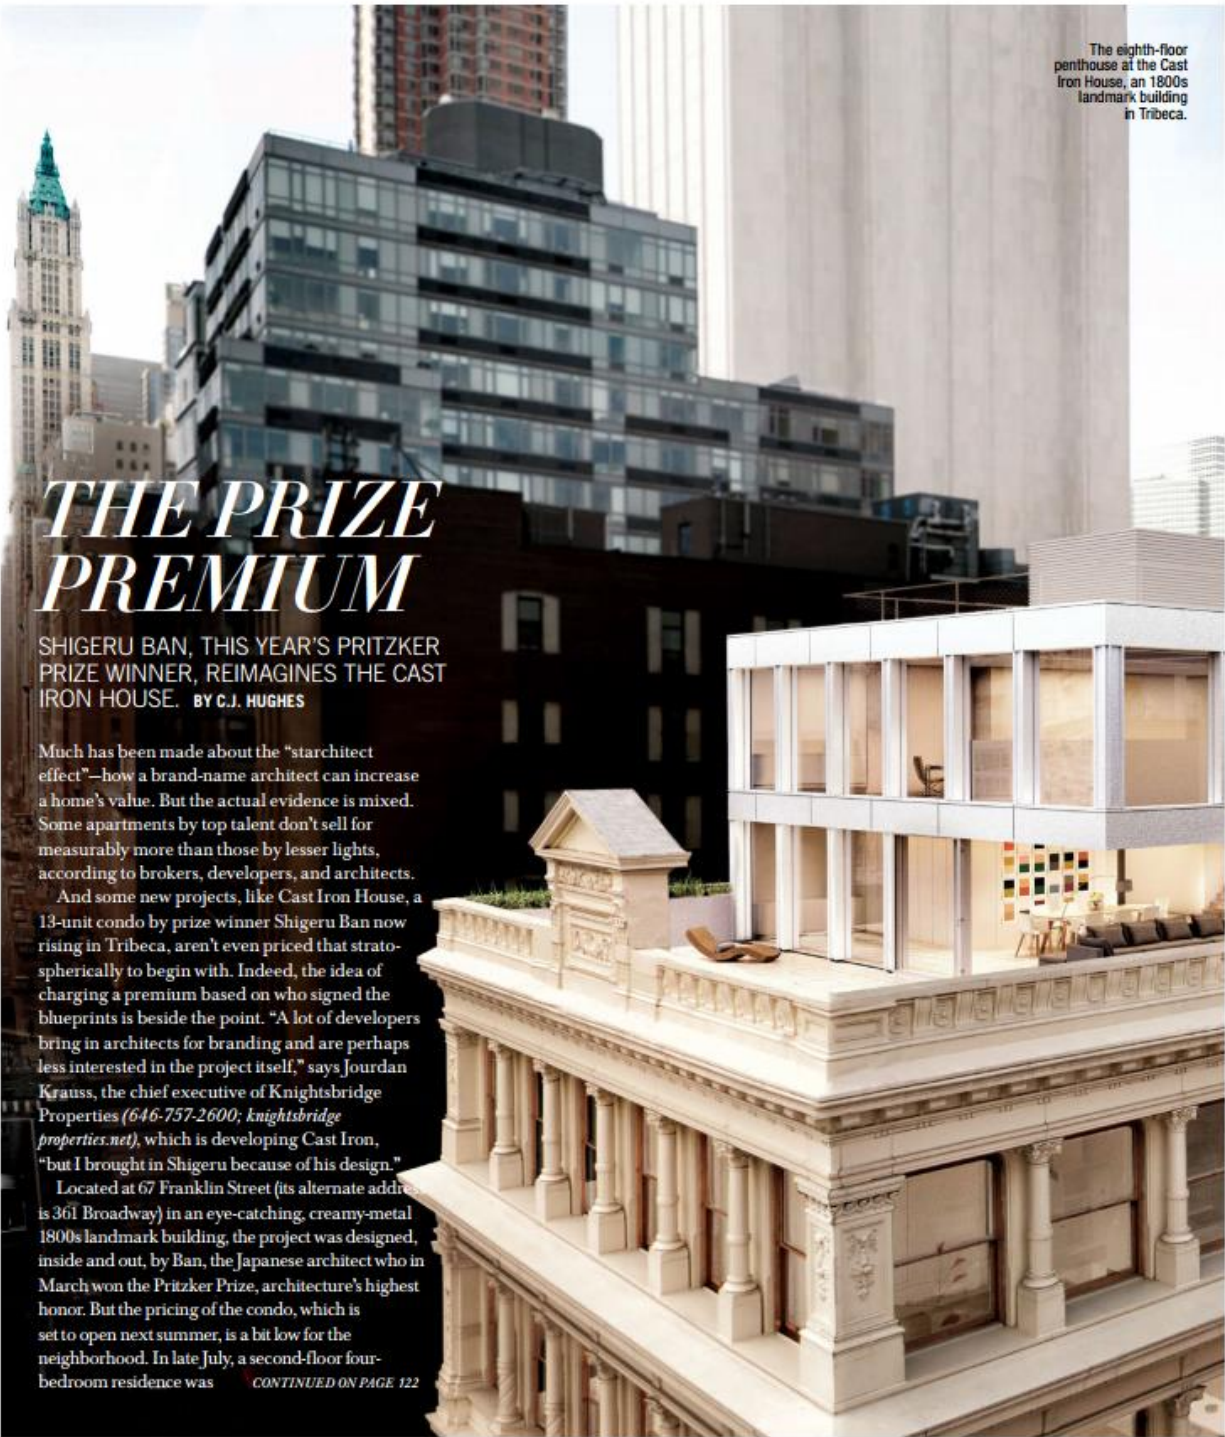 The eighth-floor
penthouse at the Cast
Iron House, an 1800s
landmark building
in Tribeca.
THE PRIZE
PREMIUM
SHIGERU BAN, THIS YEAR'S PRITZKER
PRIZE WINNER, REIMAGINES THE CAST
IRON HOUSE. BY C.J. HUGHES
Much has been made about the “starchitect
effect”—how a brand-name architect can increase
a home's value. But the actual evidence is mixed.
Some apartments by top talent don't sell for
measurably more than those by lesser lights,
according to brokers, developers, and architects.
And some new projects, like Cast Iron House, a
13-unit condo by prize winner Shigeru Ban now
rising in Tribeca, aren't even priced that strato-
spherically to begin with. Indeed, the idea of
charging a premium based on who signed the
blueprints is beside the point. “A lot of developers
bring in architects for branding and are perhaps
less interested in the project itself,” says Jourdan
Krauss, the chief executive of Knightsbridge
Properties (646-757-2600; knightsbridge
properties.net), which is developing Cast Iron,
“but I brought in Shigeru because of his design.”
Located at 67 Franklin Street (its alternate addres
is 361 Broadway) in an eye-catching, creamy-metal
1800s landmark building, the project was designed,
inside and out, by Ban, the Japanese architect who in
March won the Pritzker Prize, architecture's highest
honor. But the pricing of the condo, which is
set to open next summer, is a bit low for the
neighborhood. In late July, a second-floor four-
bedroom residence was CONTINUED ON PAGE 122